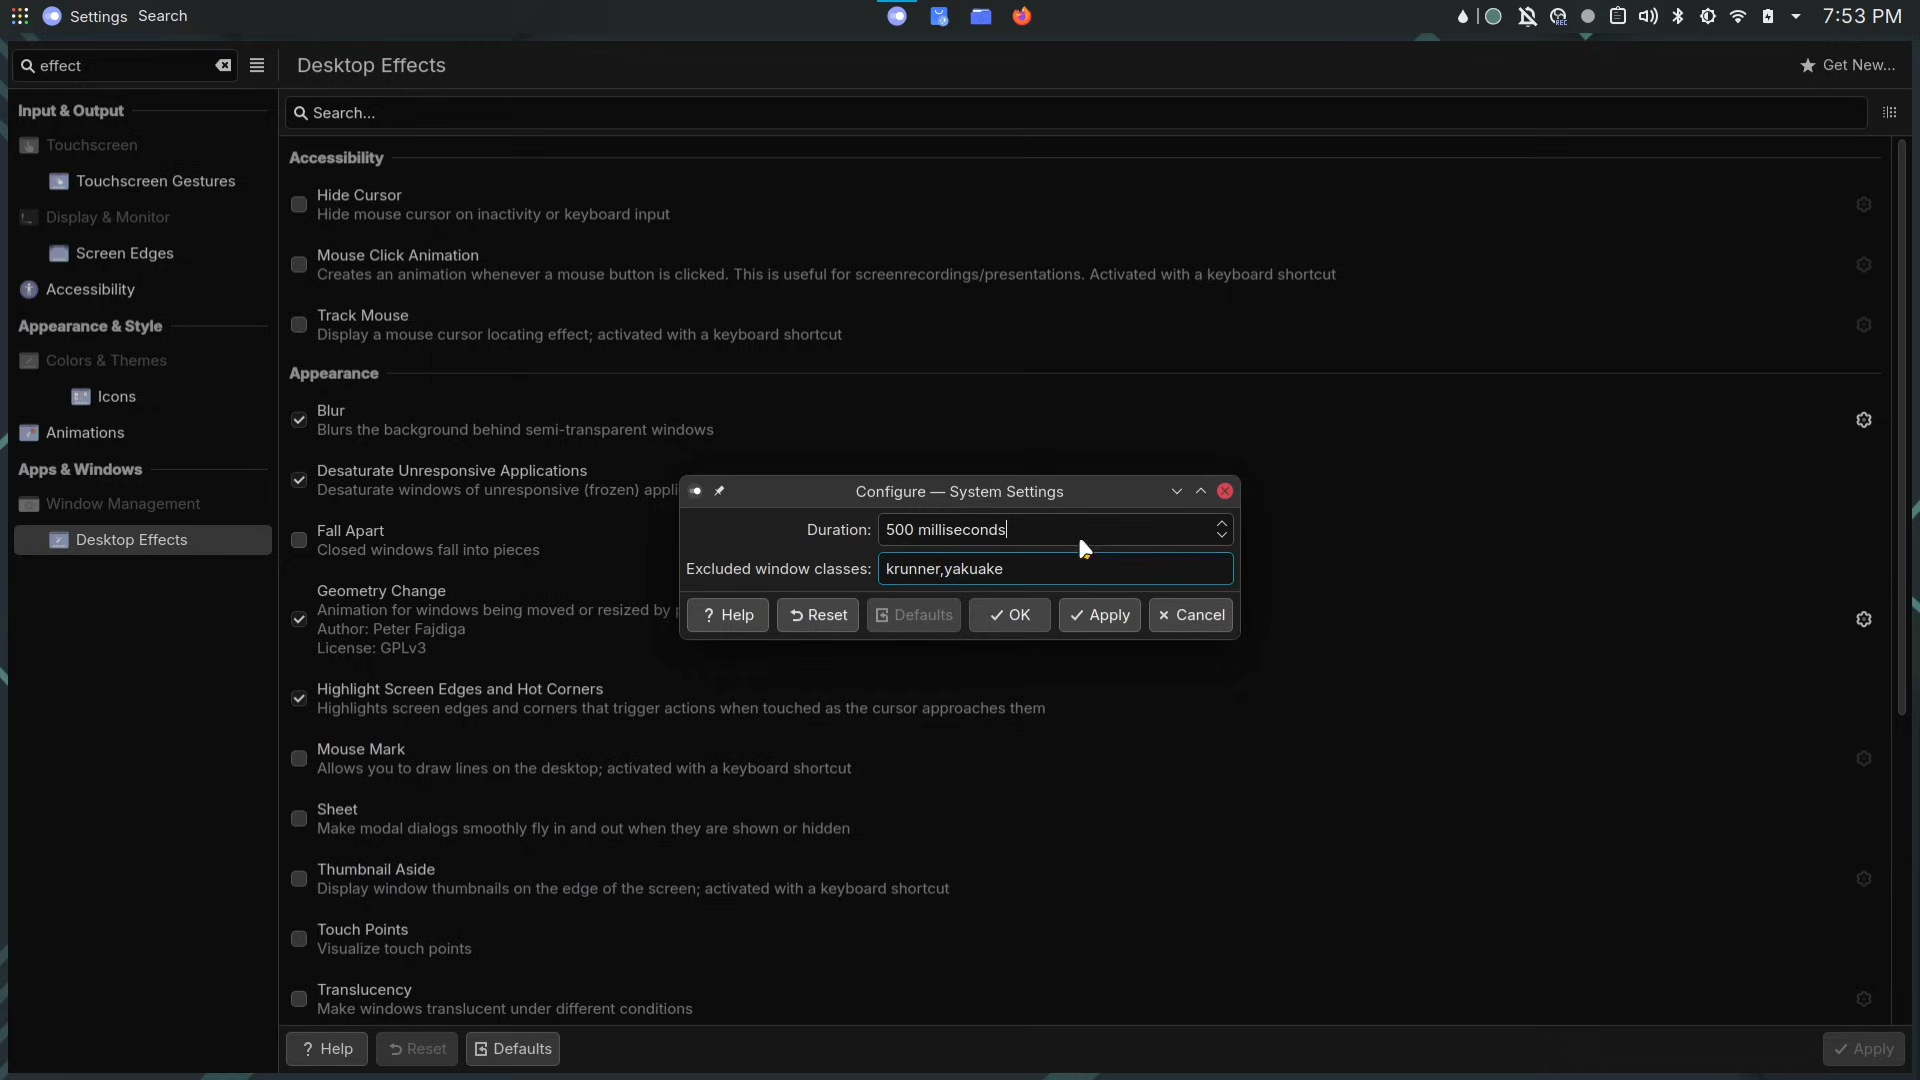 Settings Search
7:53 PM
effect
Desktop Effects
Get New...
Input & Output
Touchscreen
Touchscreen Gestures
Display & Monitor
Screen Edges
Accessibility
Appearance & Style
Colors & Themes
Icons
Animations
Apps & Windows
Window Management
Desktop Effects
Search...
Accessibility
Hide Cursor
Hide mouse cursor on inactivity or keyboard input
Mouse Click Animation
Creates an animation whenever a mouse button is clicked. This is useful for screenrecordings/presentations. Activated with a keyboard shortcut
Track Mouse
Display a mouse cursor locating effect; activated with a keyboard shortcut
Appearance
Blur
Blurs the background behind semi-transparent windows
Desaturate Unresponsive Applications
Desaturate windows of unresponsive (frozen) appli
Fall Apart
Closed windows fall into pieces
Geometry Change
Animation for windows being moved or resized by
Author: Peter Fajdiga
License: GPLv3
Highlight Screen Edges and Hot Corners
Highlights screen edges and corners that trigger actions when touched as the cursor approaches them
Mouse Mark
Allows you to draw lines on the desktop; activated with a keyboard shortcut
Sheet
Make modal dialogs smoothly fly in and out when they are shown or hidden
Thumbnail Aside
Display window thumbnails on the edge of the screen; activated with a keyboard shortcut
Touch Points
Visualize touch points
Translucency
Make windows translucent under different conditions
? Help Reset Defaults Apply
Configure — System Settings
Duration: 500 milliseconds
Excluded window classes: krunner,yakuake
? Help Reset Defaults OK Apply Cancel